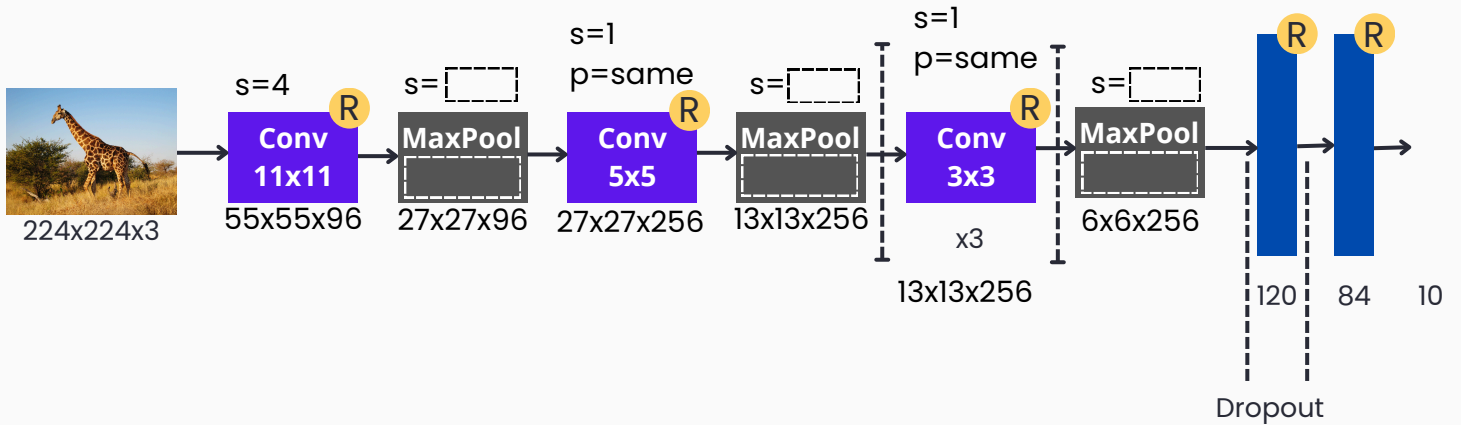 224x224x3
s=4
R
Conv
11x11
55x55x96
s=
MaxPool
27x27x96
s=1
p=same
R
Conv
5x5
27x27x256
s=
MaxPool
13x13x256
s=1
p=same
R
Conv
3x3
x3
13x13x256
s=
MaxPool
6x6x256
R
120
R
84
10
Dropout